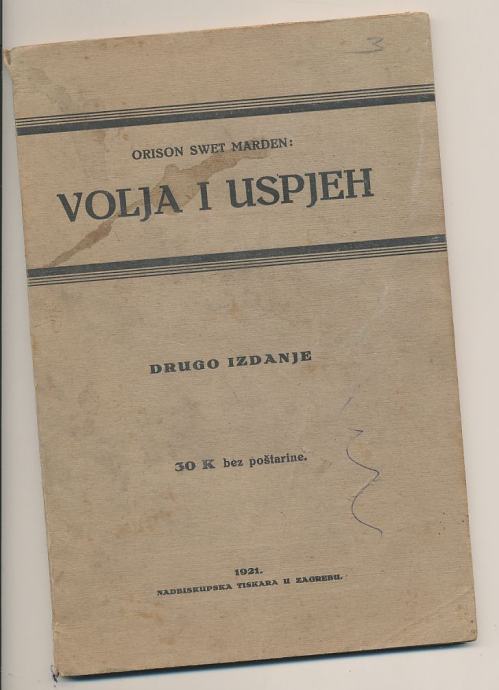 3
ORISON SWET MARDEN:
VOLJA I USPJEH
DRUGO IZDANJE
30 K bez poštarine.
1921.
NADBISKUPSKA TISKARA U ZAGREBU.